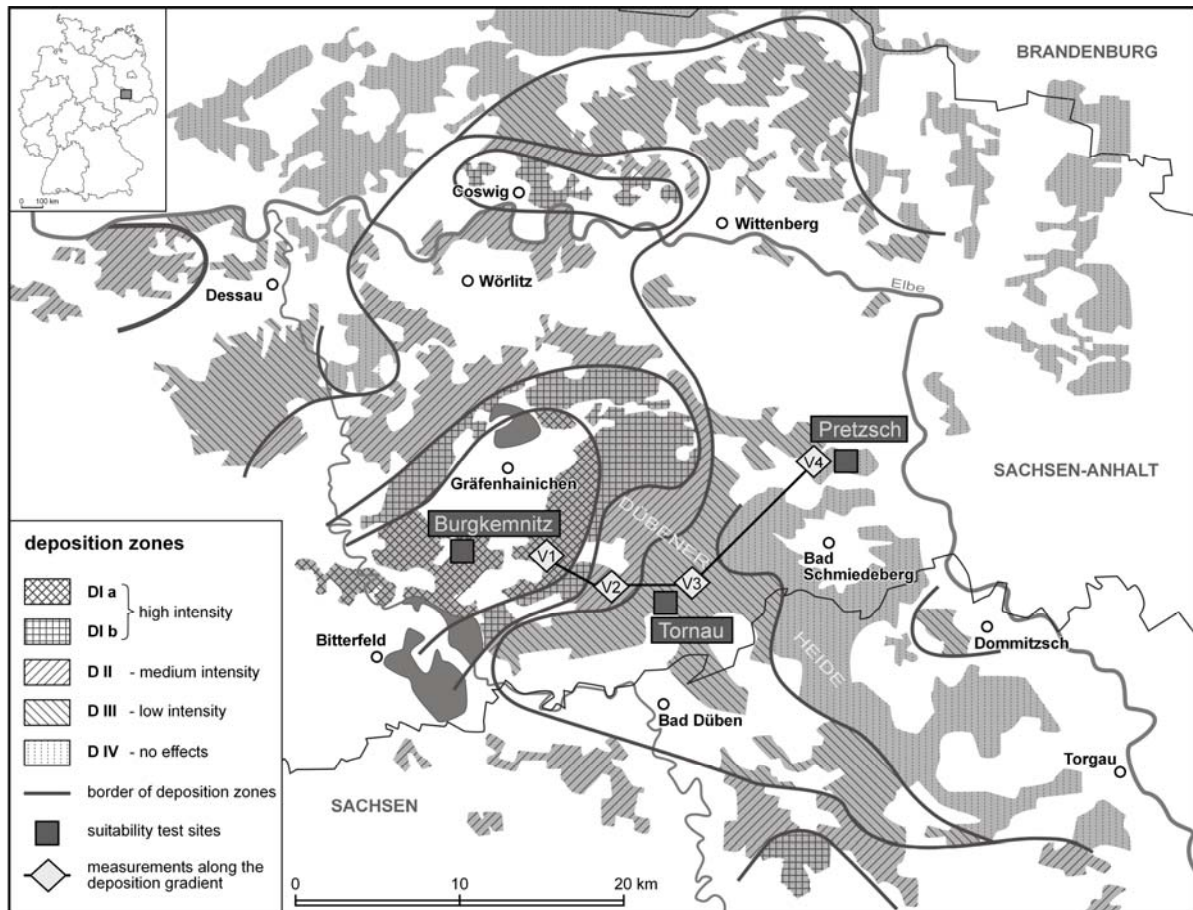 0 100 km
BRANDENBURG
Coswig
Wittenberg
Wörlitz
Dessau
Elbe
Pretzsch
V4
SACHSEN-ANHALT
Gräfenhainichen
DÜBENER
Burgkemnitz
V1
Bad
Schmiedeberg
V2
V3
Tornau
Dommitzsch
Bitterfeld
HEIDE
Bad Düben
Torgau
SACHSEN
deposition zones
DI a
high intensity
DI b
D II - medium intensity
D III - low intensity
D IV - no effects
border of deposition zones
suitability test sites
measurements along the
deposition gradient
0 10 20 km